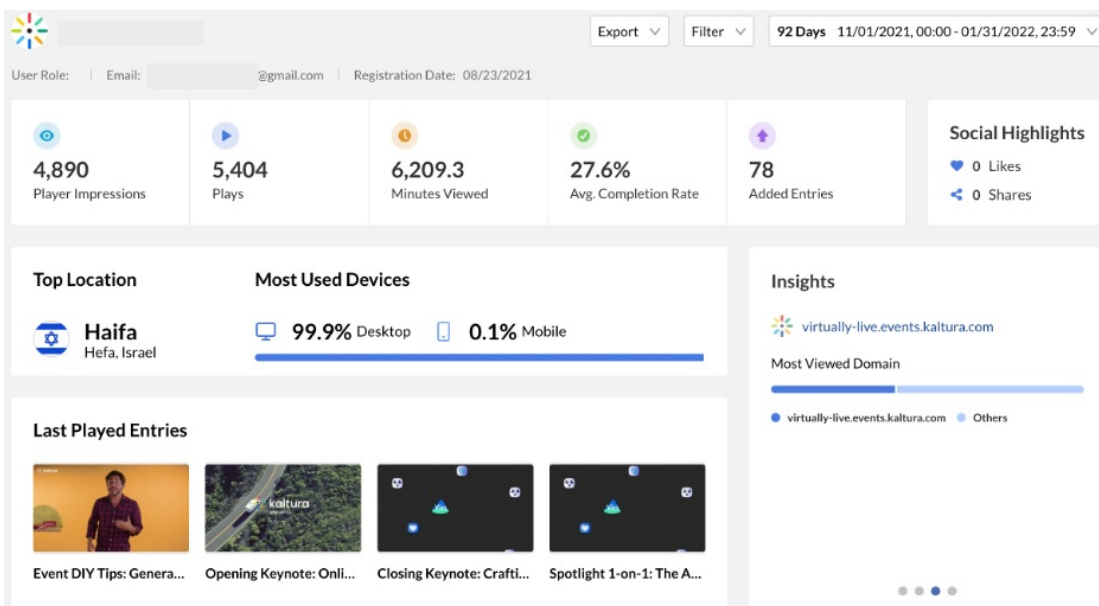 Export
Filter
92 Days 11/01/2021, 00:00 - 01/31/2022, 23:59
User Role: | Email: @gmail.com | Registration Date: 08/23/2021
4,890
Player Impressions
5,404
Plays
6,209.3
Minutes Viewed
27.6%
Avg. Completion Rate
78
Added Entries
Social Highlights
0 Likes
0 Shares
Top Location
Haifa
Hefa, Israel
Most Used Devices
99.9% Desktop
0.1% Mobile
Insights
virtually-live.events.kaltura.com
Most Viewed Domain
virtually-live.events.kaltura.com
Others
Last Played Entries
kaltura
Event DIY Tips: Genera...
Opening Keynote: Onli...
Closing Keynote: Crafti...
Spotlight 1-on-1: The A...